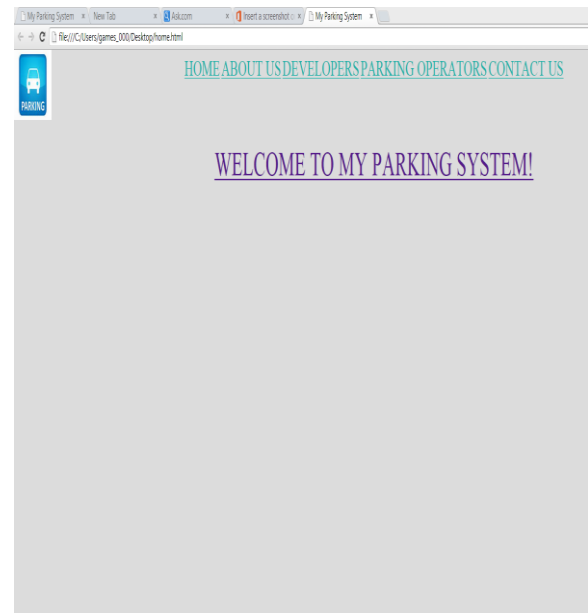 My Parking System New Tab Ask.com Insert a screenshot My Parking System
file:///C:/Users/games_000/Desktop/home.html
PARKING
HOME ABOUT US DEVELOPERS PARKING OPERATORS CONTACT US
WELCOME TO MY PARKING SYSTEM!